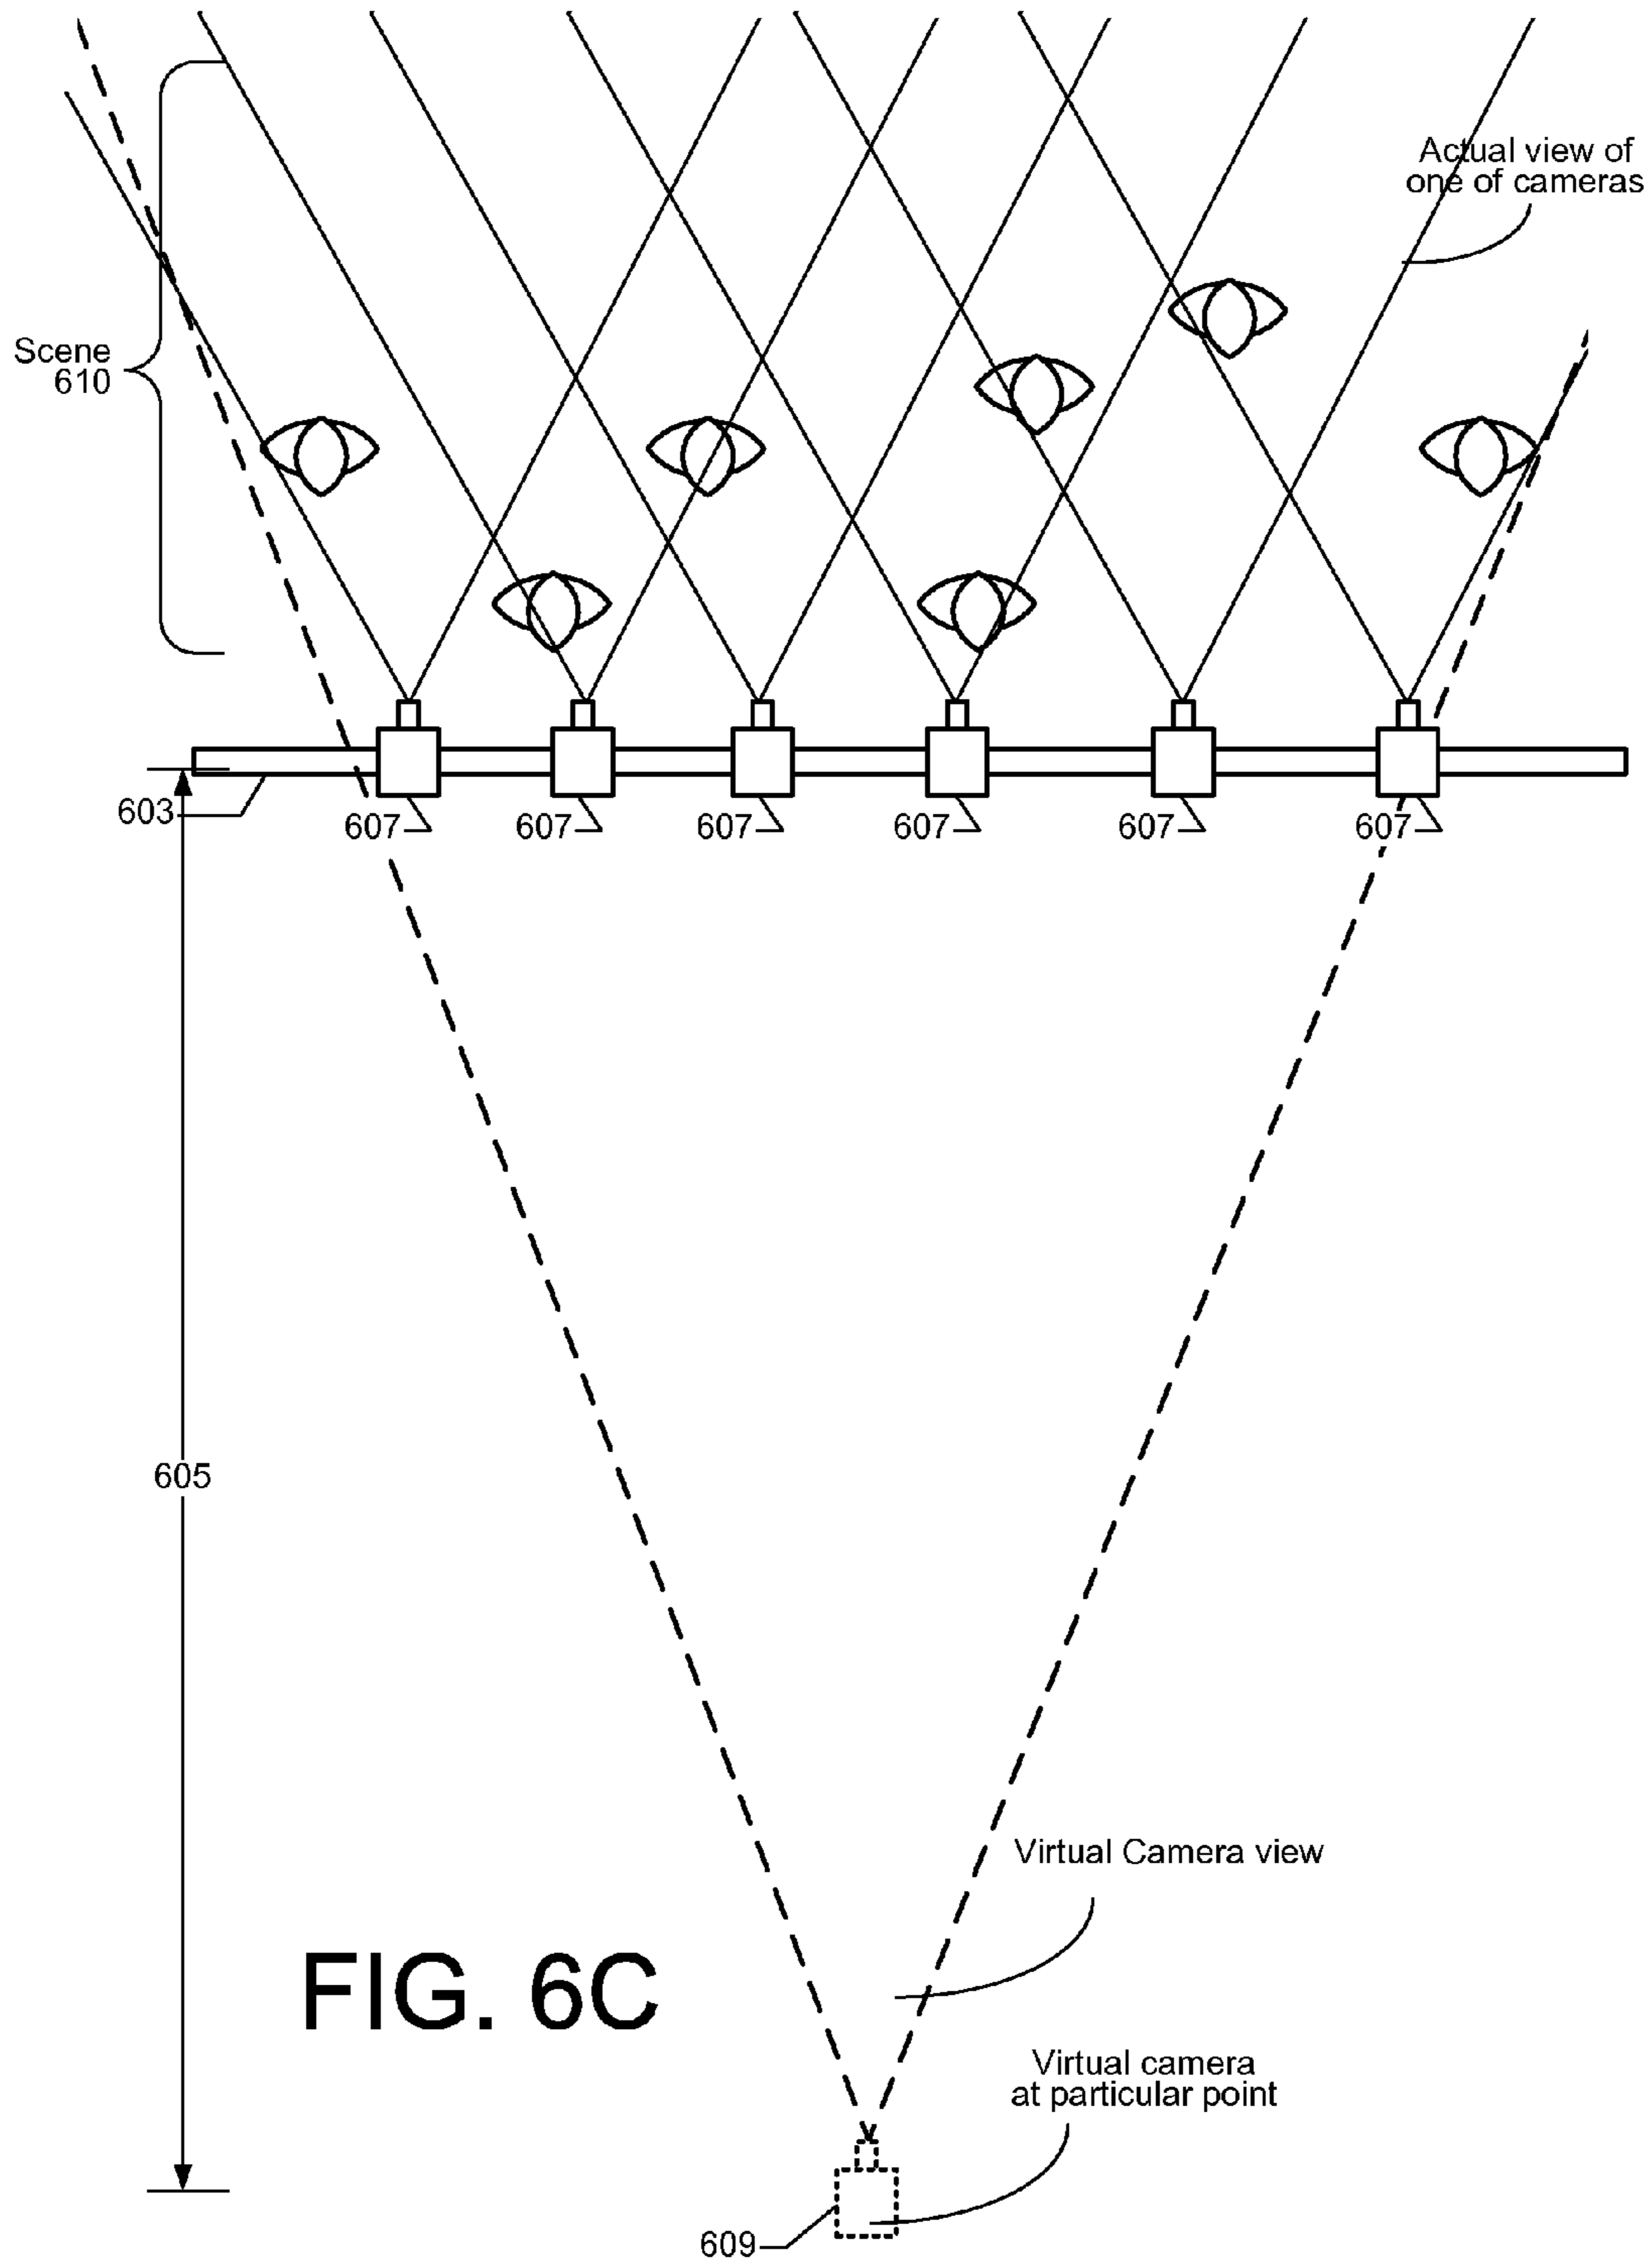 Actual view of
one of cameras
Scene
610
603
607
607
607
607
607
607
605
Virtual Camera view
FIG. 6C
Virtual camera
at particular point
609